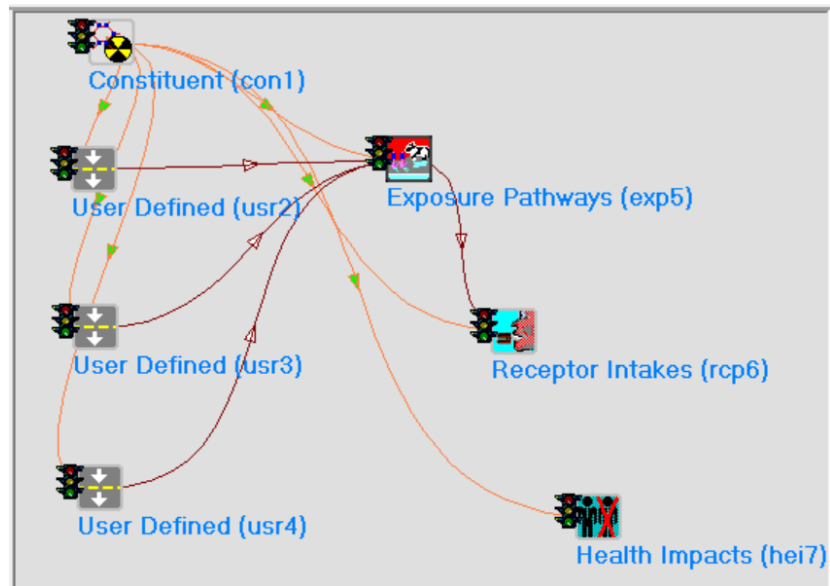 Constituent (con1)
User Defined (usr2)
Exposure Pathways (exp5)
User Defined (usr3)
Receptor Intakes (rcp6)
User Defined (usr4)
Health Impacts (hei7)